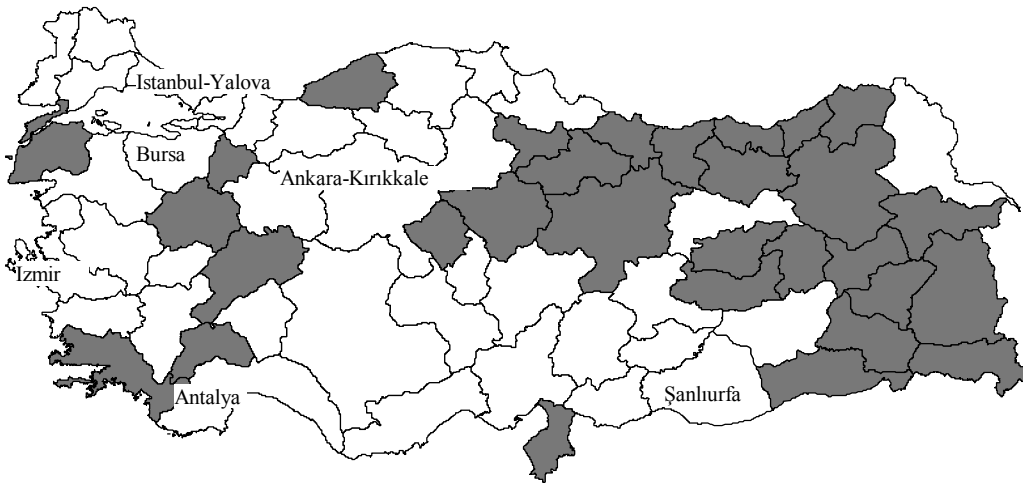 Istanbul-Yalova
Bursa
Ankara-Kırıkkale
Izmir
Antalya
Şanlıurfa